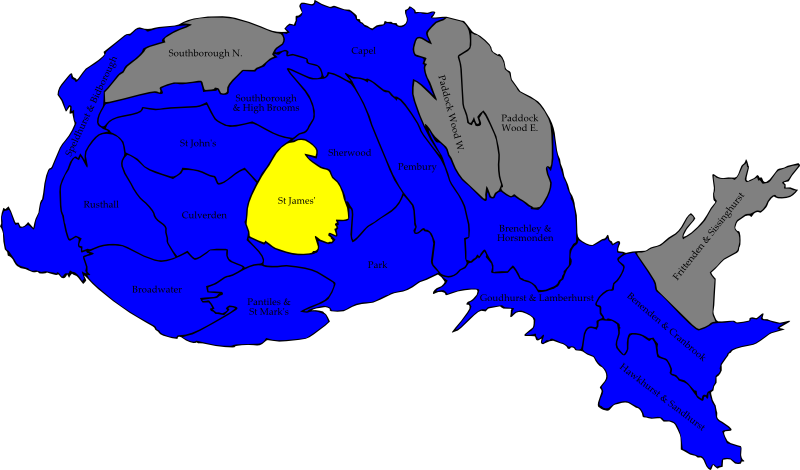 Southborough N.
Capel
Speldhurst & Bidborough
Southborough
& High Brooms
Paddock Wood W.
Paddock
Wood E.
St John's
Sherwood
Pembury
Rusthall
Culverden
St James'
Frittenden & Sissinghurst
Brenchley &
Horsmonden
Park
Broadwater
Pantiles &
St Mark's
Goudhurst & Lamberhurst
Benenden & Cranbrook
Hawkhurst & Sandhurst